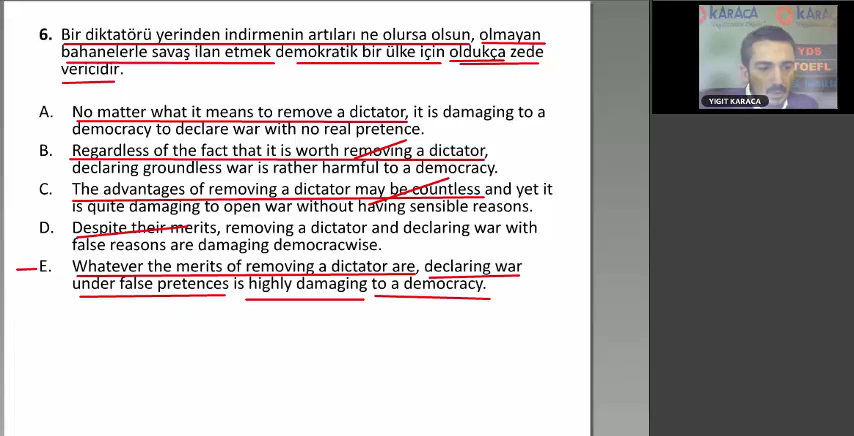 KARACA
KARACA
YDS
TOEFL
YIGIT KARACA
6. Bir diktatörü yerinden indirmenin artıları ne olursa olsun, olmayan
bahanelerle savaş ilan etmek demokratik bir ülke için oldukça zede
vericidir.
A. No matter what it means to remove a dictator, it is damaging to a
democracy to declare war with no real pretence.
B. Regardless of the fact that it is worth removing a dictator,
declaring groundless war is rather harmful to a democracy.
C. The advantages of removing a dictator may be countless and yet it
is quite damaging to open war without having sensible reasons.
D. Despite their merits, removing a dictator and declaring war with
false reasons are damaging democracwise.
E. Whatever the merits of removing a dictator are, declaring war
under false pretences is highly damaging to a democracy.